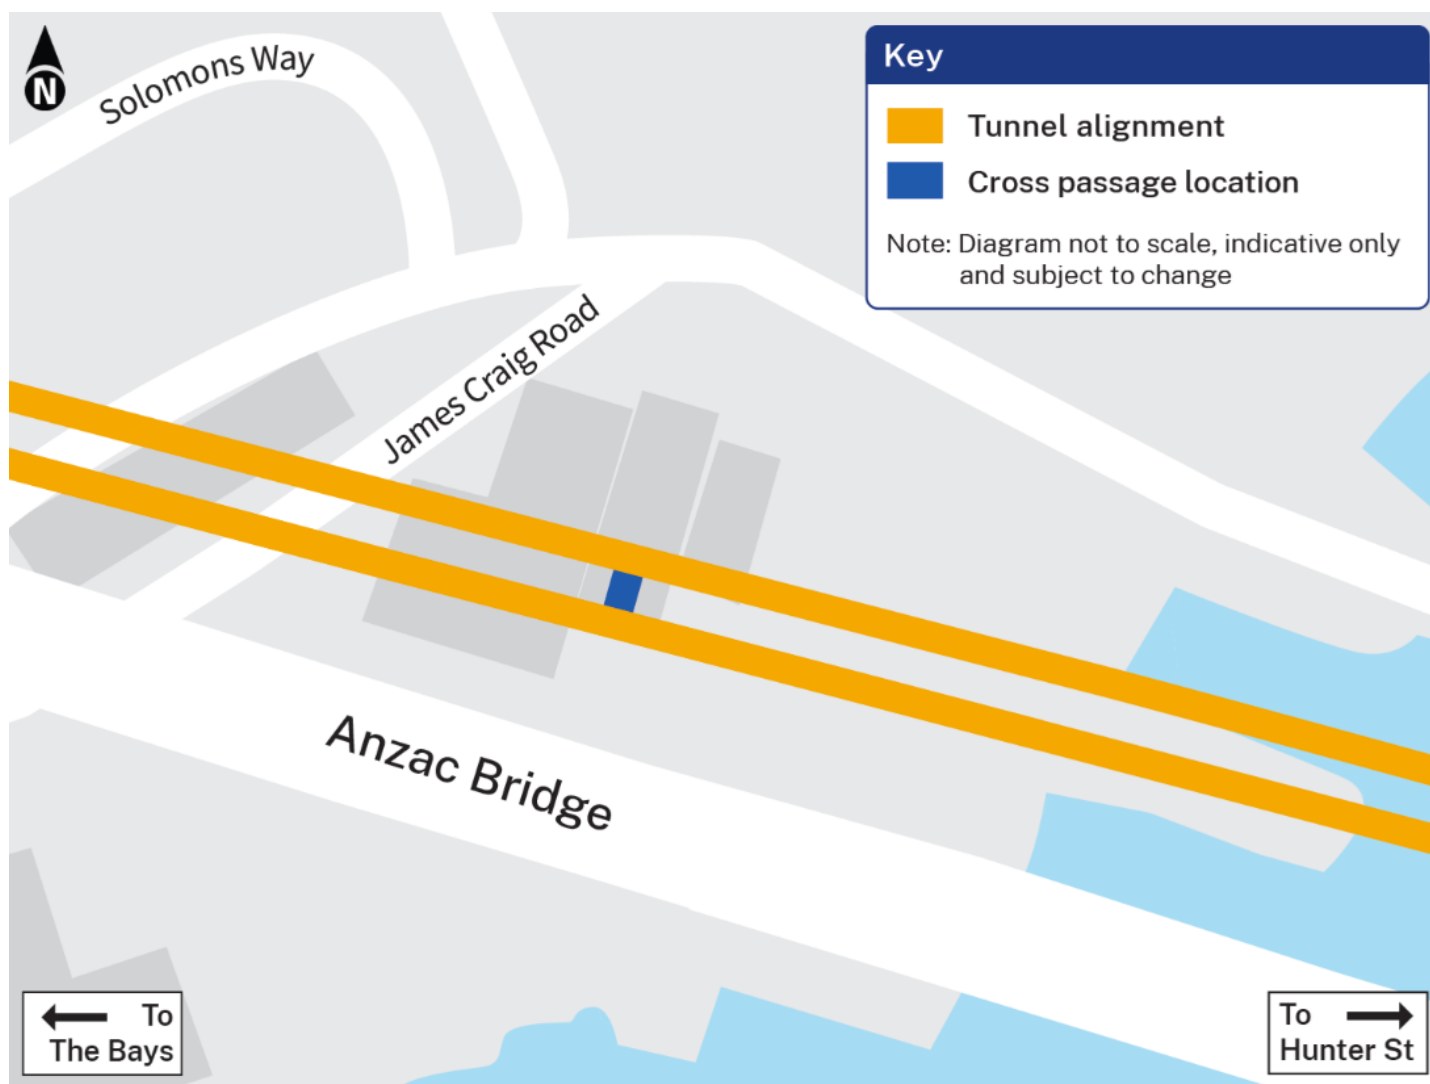 N
Solomons Way
Key
Tunnel alignment
Cross passage location
Note: Diagram not to scale, indicative only
and subject to change
James Craig Road
Anzac Bridge
To
The Bays
To
Hunter St